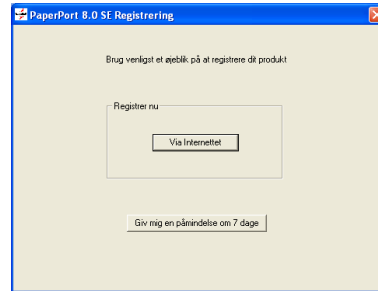 PaperPort 8.0 SE Registrering
Brug venligst et øjeblik på at registrere dit produkt
Registrer nu
Via Internettet
Giv mig en påmindelse om 7 dage